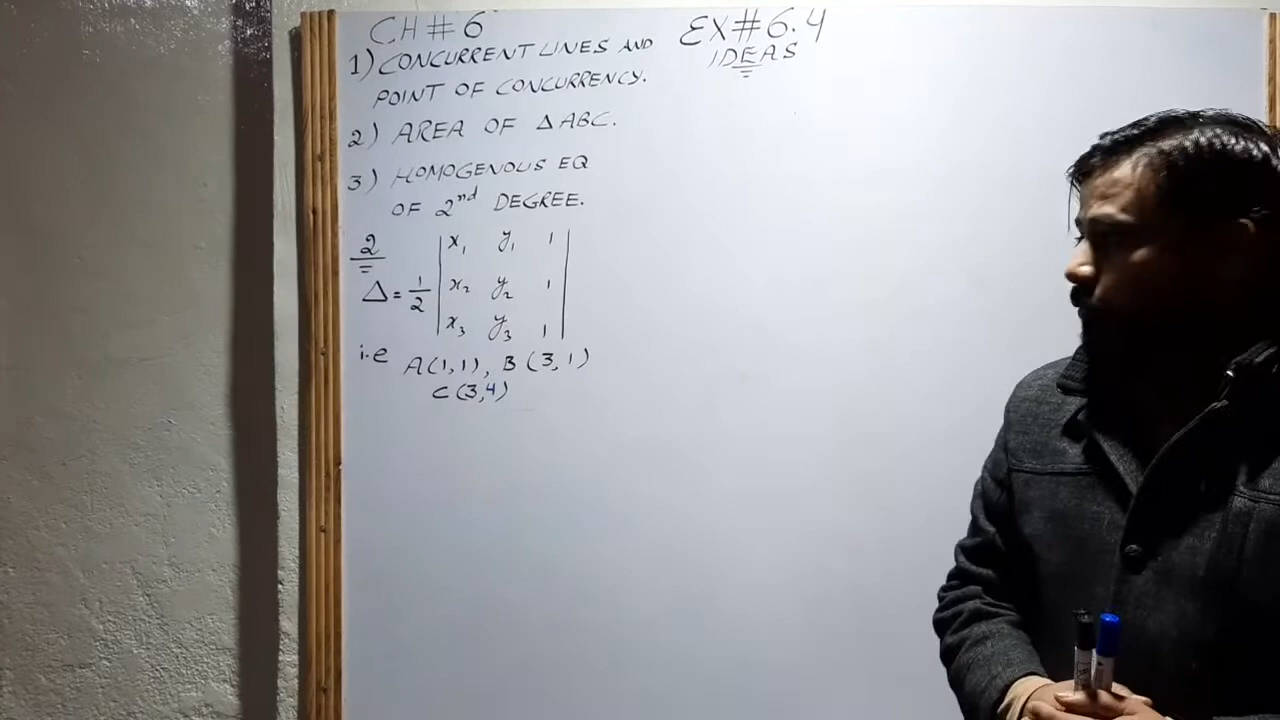 CH # 6
EX # 6.4
IDEAS
1) CONCURRENT LINES AND
POINT OF CONCURRENCY.
2) AREA OF Δ ABC.
3) HOMOGENOUS EQ
OF 2nd DEGREE.
2
Δ = 1/2 | x₁ y₁ 1 |
| x₂ y₂ 1 |
| x₃ y₃ 1 |
i.e A(1,1), B(3,1)
C(3,4)